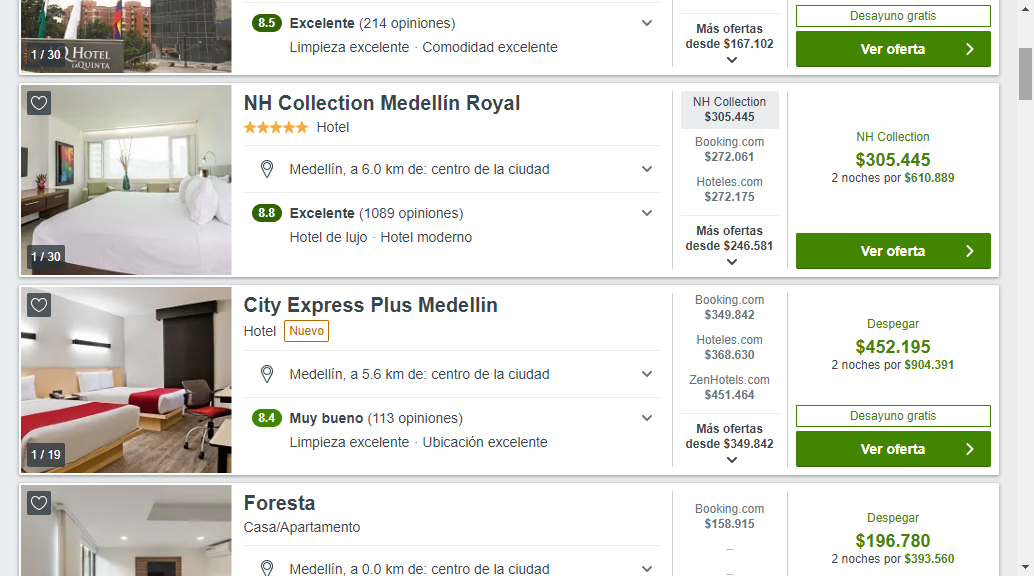 HOTEL
LAQUINTA
1 / 30
8.5 Excelente (214 opiniones)
Limpieza excelente · Comodidad excelente
Más ofertas
desde $167.102
Desayuno gratis
Ver oferta
1 / 30
NH Collection Medellín Royal
Hotel
Medellín, a 6.0 km de: centro de la ciudad
8.8 Excelente (1089 opiniones)
Hotel de lujo · Hotel moderno
NH Collection
$305.445
Booking.com
$272.061
Hoteles.com
$272.175
Más ofertas
desde $246.581
NH Collection
$305.445
2 noches por $610.889
Ver oferta
1 / 19
City Express Plus Medellin
Hotel Nuevo
Medellín, a 5.6 km de: centro de la ciudad
8.4 Muy bueno (113 opiniones)
Limpieza excelente · Ubicación excelente
Booking.com
$349.842
Hoteles.com
$368.630
ZenHotels.com
$451.464
Más ofertas
desde $349.842
Despegar
$452.195
2 noches por $904.391
Desayuno gratis
Ver oferta
Foresta
Casa/Apartamento
Medellín, a 0.0 km de: centro de la ciudad
Booking.com
$158.915
–
–
Despegar
$196.780
2 noches por $393.560